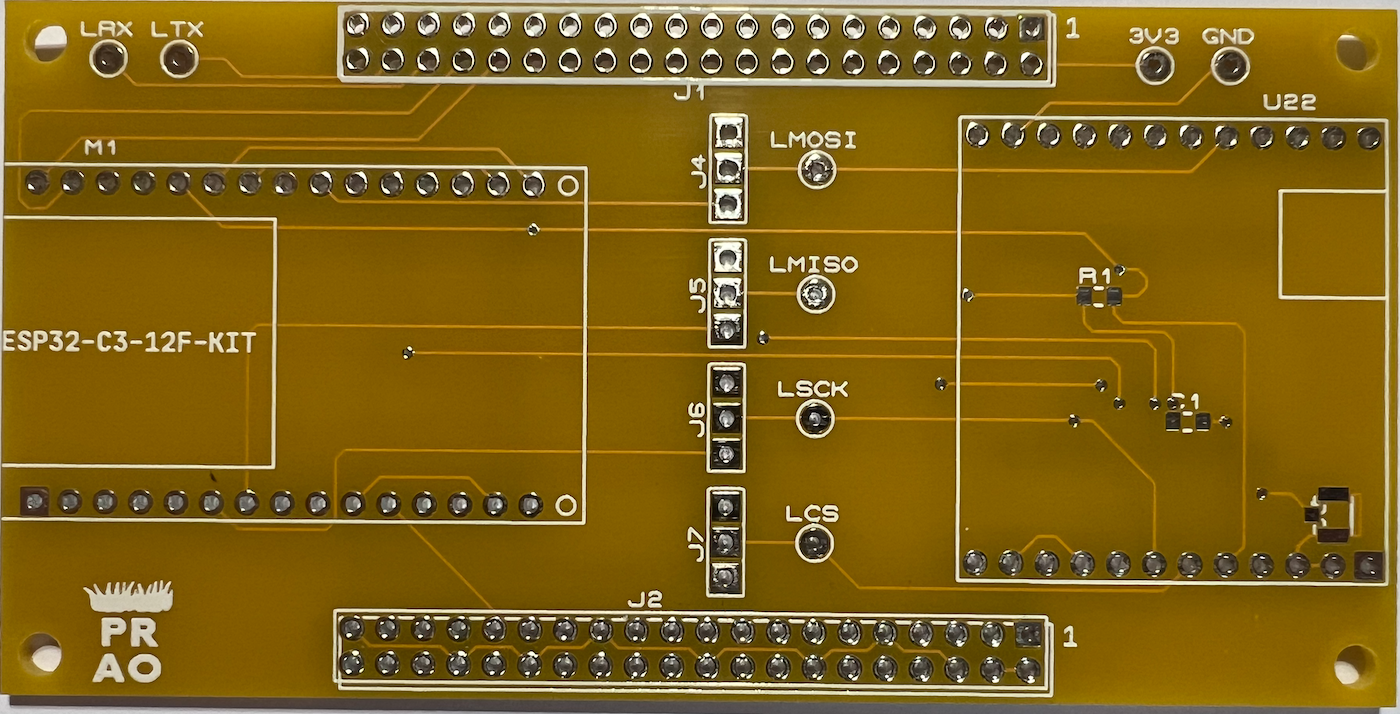 LRX LTX
1
3V3 GND
J1
U22
M1
J4
LMOSI
LMISO
J5
R1
ESP32-C3-12F-KIT
LSCK
J6
C1
LCS
J7
J2
1
PR
AO